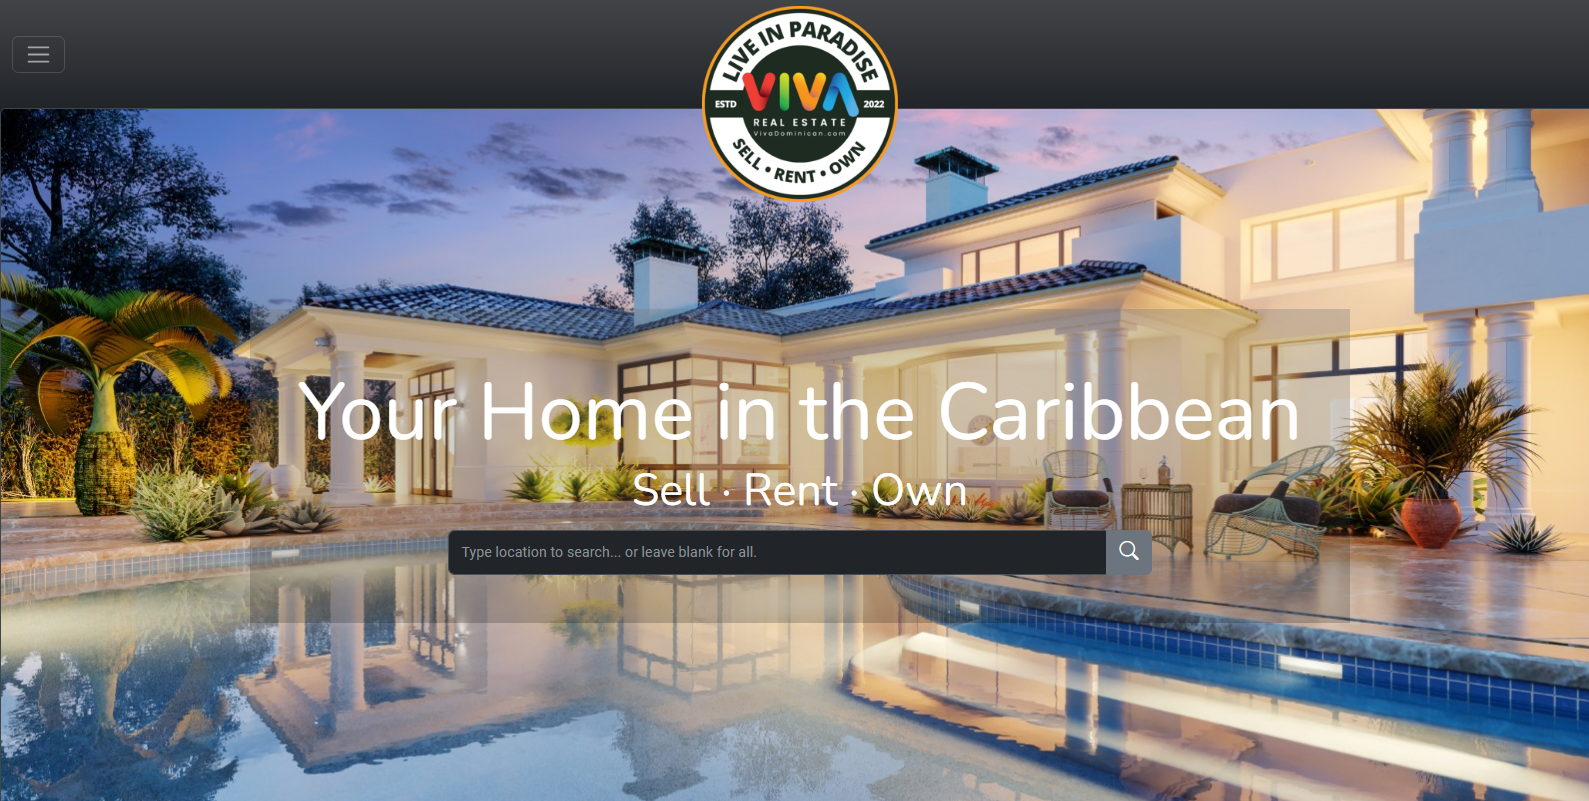 LIVE IN PARADISE
ESTD
VIVA
2022
REAL ESTATE
VivaDominican.com
SELL • RENT • OWN
Your Home in the Caribbean
Sell · Rent · Own
Type location to search... or leave blank for all.